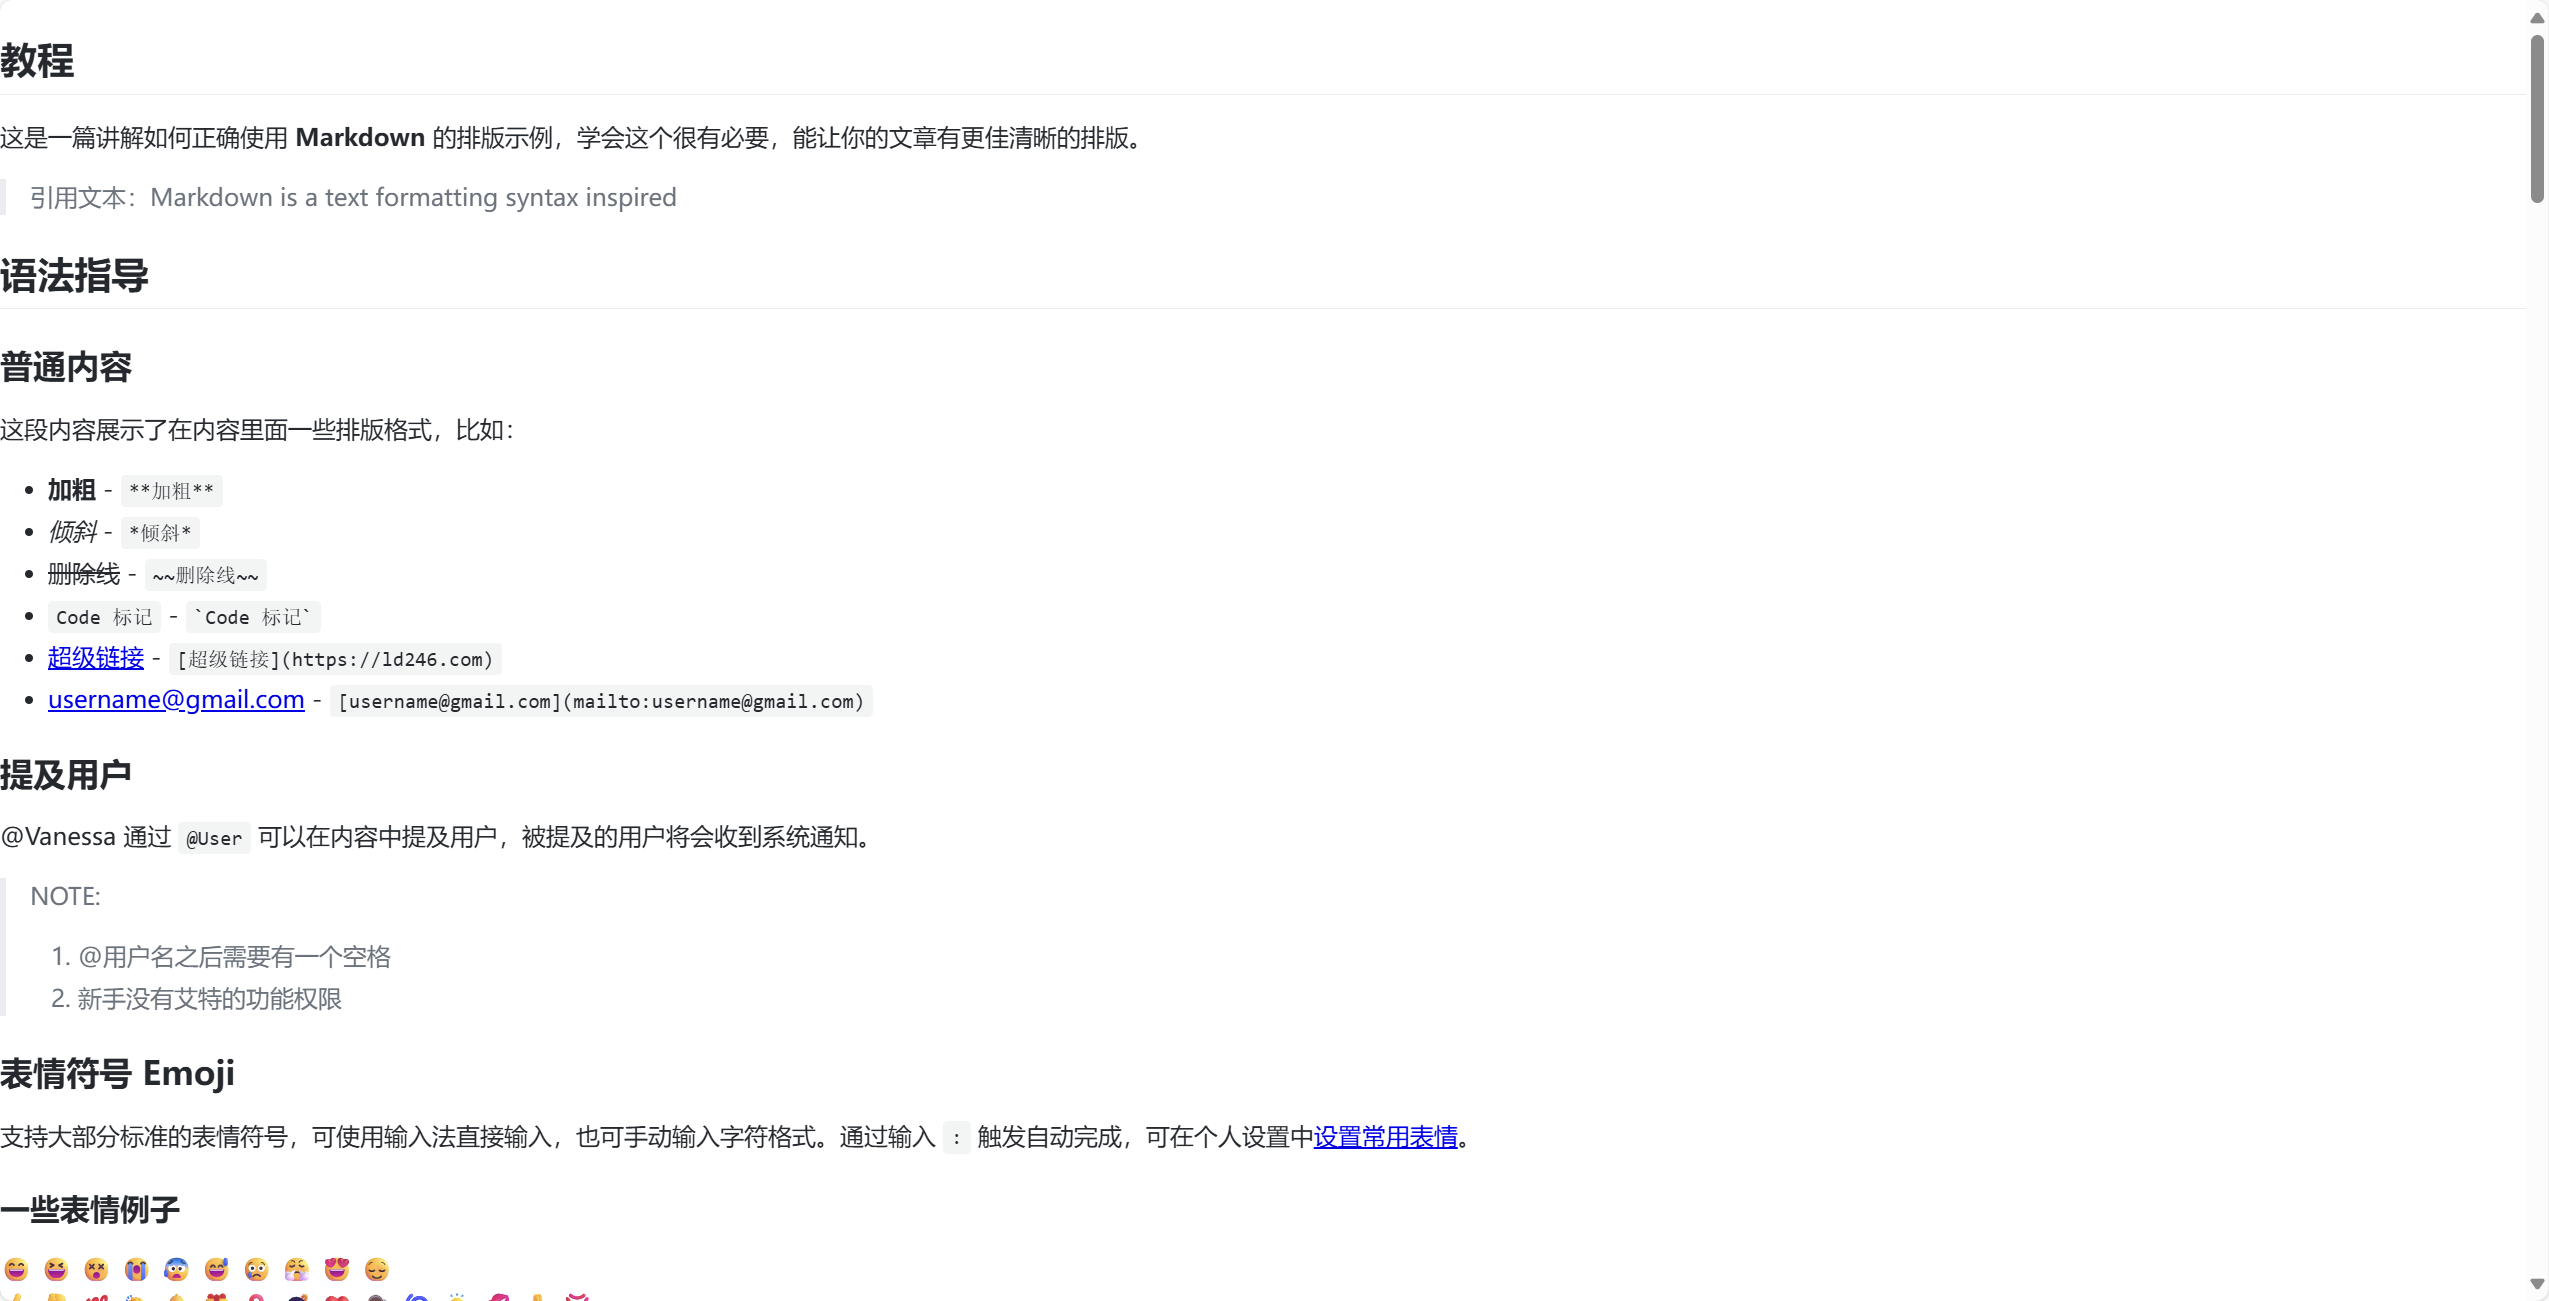 教程
这是一篇讲解如何正确使用 Markdown 的排版示例，学会这个很有必要，能让你的文章有更佳清晰的排版。
引用文本：Markdown is a text formatting syntax inspired
语法指导
普通内容
这段内容展示了在内容里面一些排版格式，比如：
加粗 - **加粗**
倾斜 - *倾斜*
删除线 - ~~删除线~~
Code 标记 - `Code 标记`
超级链接 - [超级链接](https://ld246.com)
username@gmail.com - [username@gmail.com](mailto:username@gmail.com)
提及用户
@Vanessa 通过 @User 可以在内容中提及用户，被提及的用户将会收到系统通知。
NOTE:
1. @用户名之后需要有一个空格
2. 新手没有艾特的功能权限
表情符号 Emoji
支持大部分标准的表情符号，可使用输入法直接输入，也可手动输入字符格式。通过输入 : 触发自动完成，可在个人设置中设置常用表情。
一些表情例子